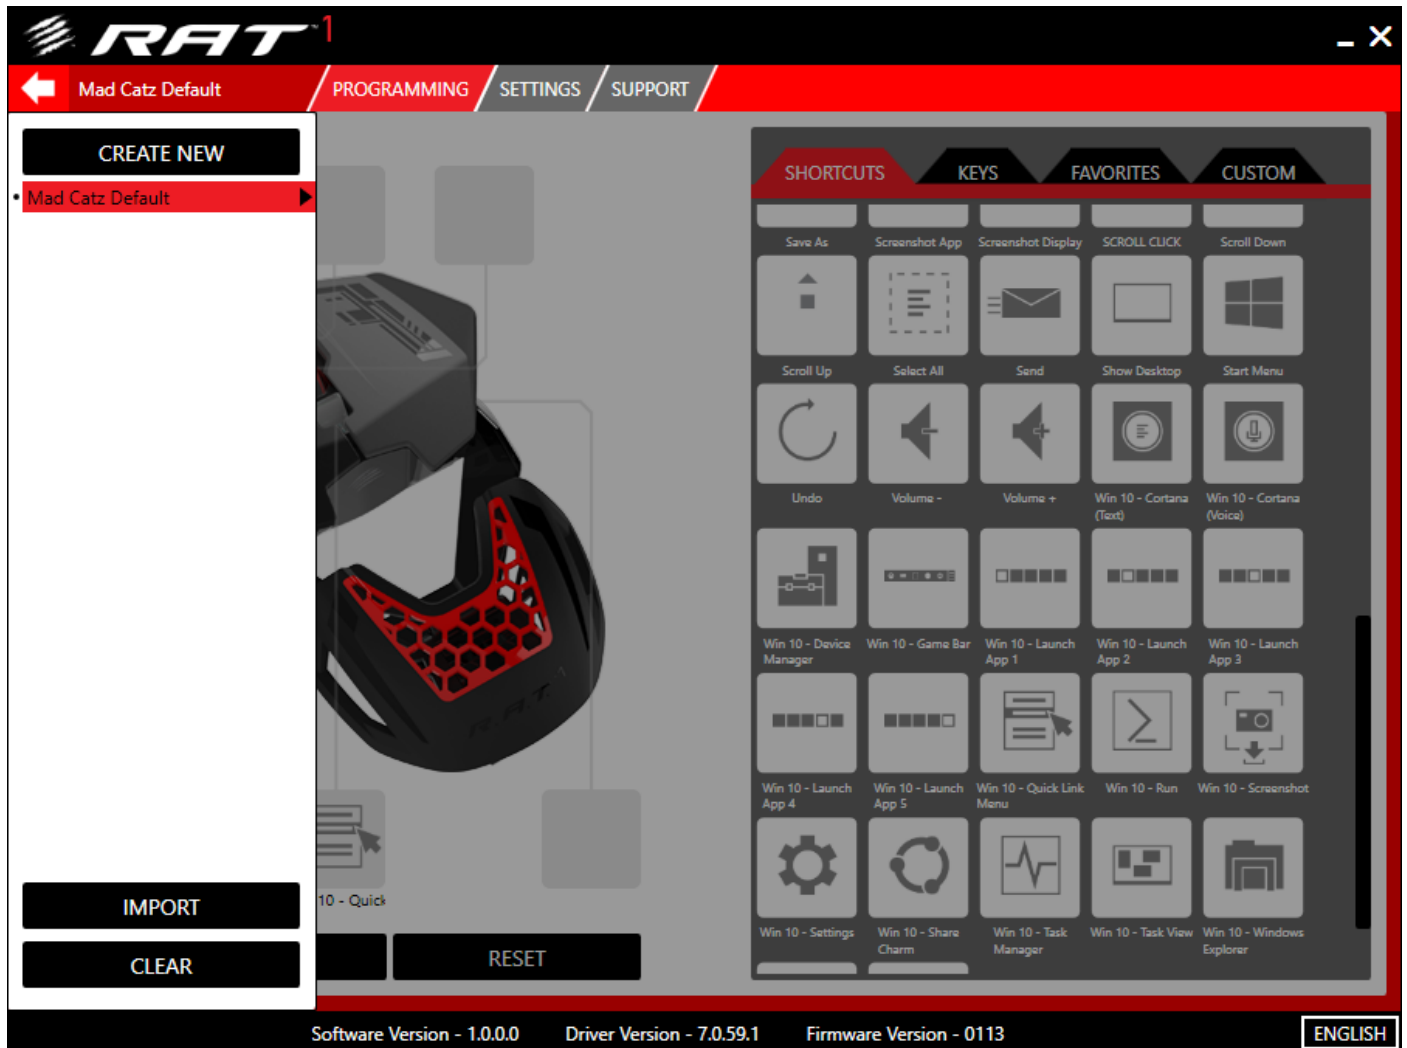 RAT™1
Mad Catz Default
PROGRAMMING
SETTINGS
SUPPORT
CREATE NEW
Mad Catz Default
IMPORT
CLEAR
10 - Quick
RESET
R.A.T. 1
SHORTCUTS
KEYS
FAVORITES
CUSTOM
Save As
Screenshot App
Screenshot Display
SCROLL CLICK
Scroll Down
Scroll Up
Select All
Send
Show Desktop
Start Menu
Undo
Volume -
Volume +
Win 10 - Cortana
(Text)
Win 10 - Cortana
(Voice)
Win 10 - Device
Manager
Win 10 - Game Bar
Win 10 - Launch
App 1
Win 10 - Launch
App 2
Win 10 - Launch
App 3
Win 10 - Launch
App 4
Win 10 - Launch
App 5
Win 10 - Quick Link
Menu
Win 10 - Run
Win 10 - Screenshot
Win 10 - Settings
Win 10 - Share
Charm
Win 10 - Task
Manager
Win 10 - Task View
Win 10 - Windows
Explorer
Software Version - 1.0.0.0
Driver Version - 7.0.59.1
Firmware Version - 0113
ENGLISH